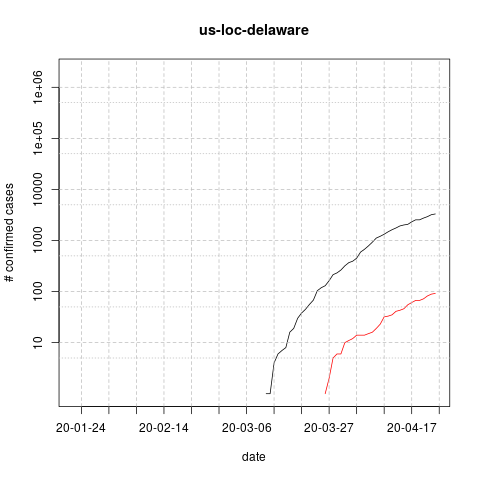 us-loc-delaware
# confirmed cases
1e+06
1e+05
10000
1000
100
10
20-01-24
20-02-14
20-03-06
20-03-27
20-04-17
date